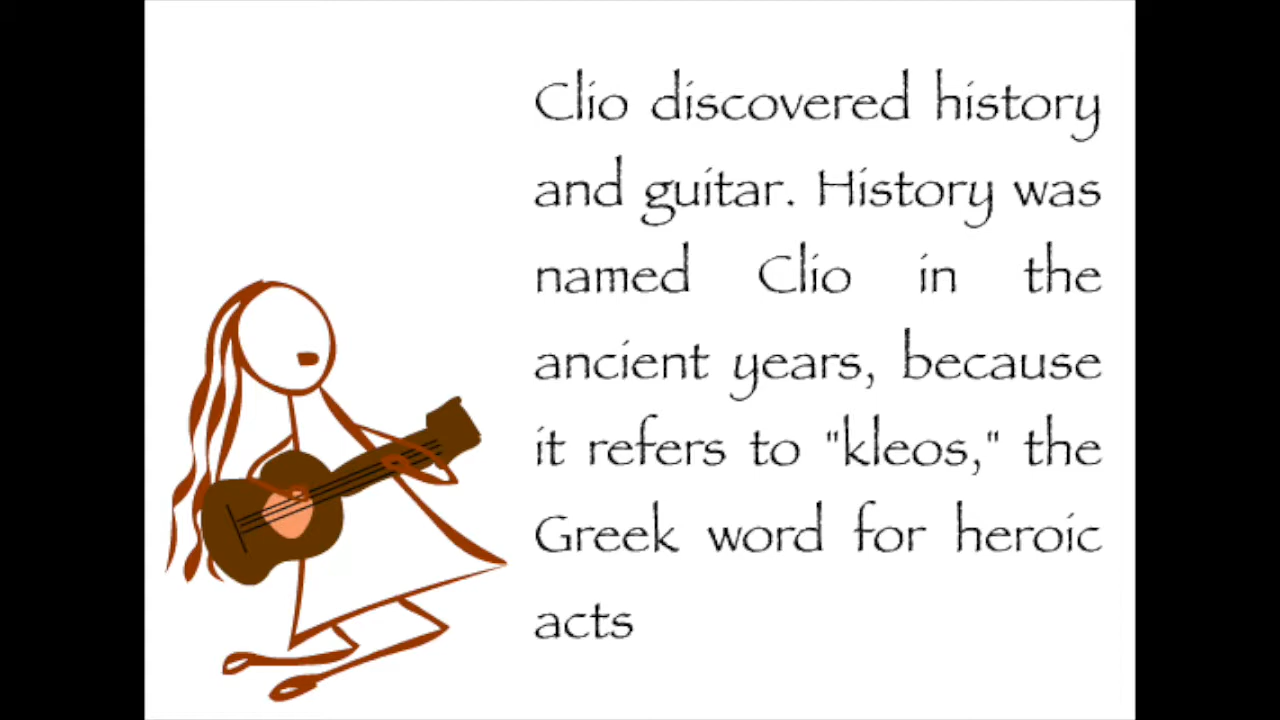 Clio discovered history
and guitar. History was
named Clio in the
ancient years, because
it refers to "kleos," the
Greek word for heroic
acts